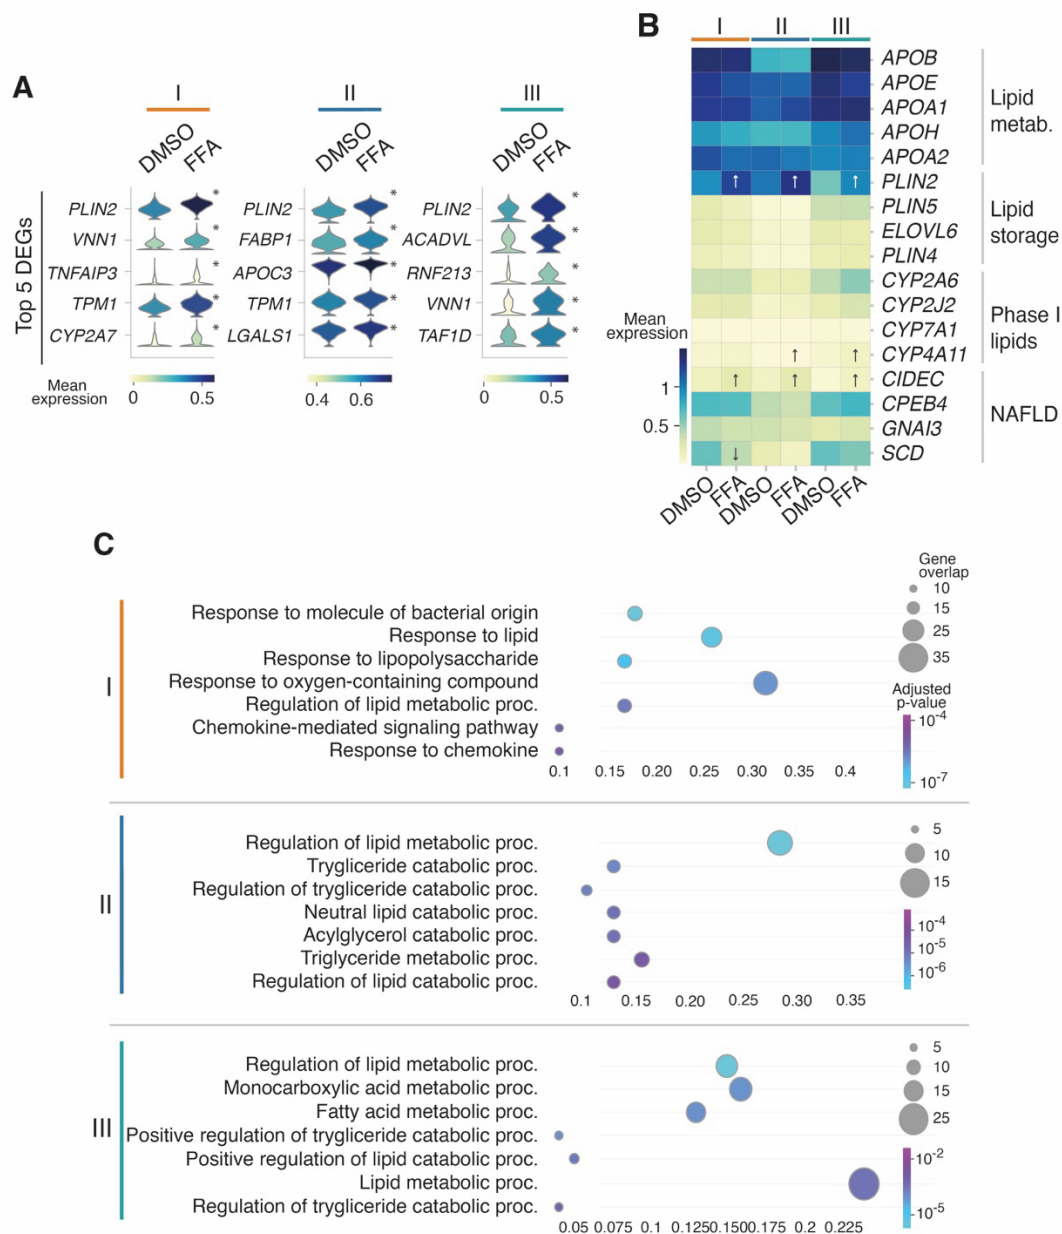 A
I
II
III
DMSO
FFA
DMSO
FFA
DMSO
FFA
Top 5 DEGs
PLIN2 *
VNN1 *
TNFAIP3 *
TPM1 *
CYP2A7 *
PLIN2 *
FABP1 *
APOC3 *
TPM1 *
LGALS1 *
PLIN2 *
ACADVL *
RNF213 *
VNN1 *
TAF1D *
Mean
expression
0
0.5
0.4
0.6
0
0.5
B
I
II
III
APOB
APOE
APOA1
APOH
APOA2
↑ ↑ ↑ PLIN2
PLIN5
ELOVL6
PLIN4
CYP2A6
CYP2J2
CYP7A1
↑ ↑ CYP4A11
↑ ↑ ↑ CIDEC
CPEB4
GNAI3
↓ SCD
Lipid
metab.
Lipid
storage
Phase I
lipids
NAFLD
Mean
expression
1
0.5
DMSO
FFA
DMSO
FFA
DMSO
FFA
C
I
Response to molecule of bacterial origin
Response to lipid
Response to lipopolysaccharide
Response to oxygen-containing compound
Regulation of lipid metabolic proc.
Chemokine-mediated signaling pathway
Response to chemokine
0.1 0.15 0.20 0.25 0.30 0.35 0.4
Gene
overlap
10
15
25
35
Adjusted
p-value
10-4
10-7
II
Regulation of lipid metabolic proc.
Trygliceride catabolic proc.
Regulation of trygliceride catabolic proc.
Neutral lipid catabolic proc.
Acylglycerol catabolic proc.
Triglyceride metabolic proc.
Regulation of lipid catabolic proc.
0.1 0.15 0.20 0.25 0.30 0.35
5
10
15
10-4
10-5
10-6
III
Regulation of lipid metabolic proc.
Monocarboxylic acid metabolic proc.
Fatty acid metabolic proc.
Positive regulation of trygliceride catabolic proc.
Positive regulation of lipid catabolic proc.
Lipid metabolic proc.
Regulation of trygliceride catabolic proc.
0.05 0.075 0.1 0.125 0.150 0.175 0.2 0.225
5
10
15
25
10-2
10-5